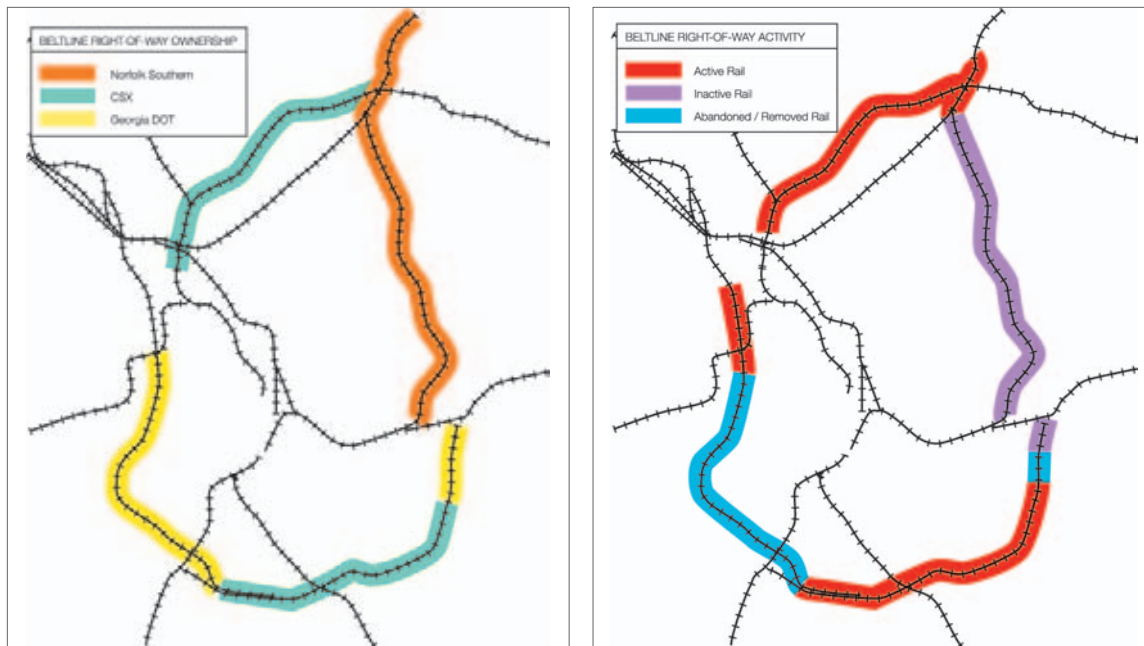 BELTLINE RIGHT-OF-WAY OWNERSHIP
Norfolk Southern
CSX
Georgia DOT
BELTLINE RIGHT-OF-WAY ACTIVITY
Active Rail
Inactive Rail
Abandoned / Removed Rail